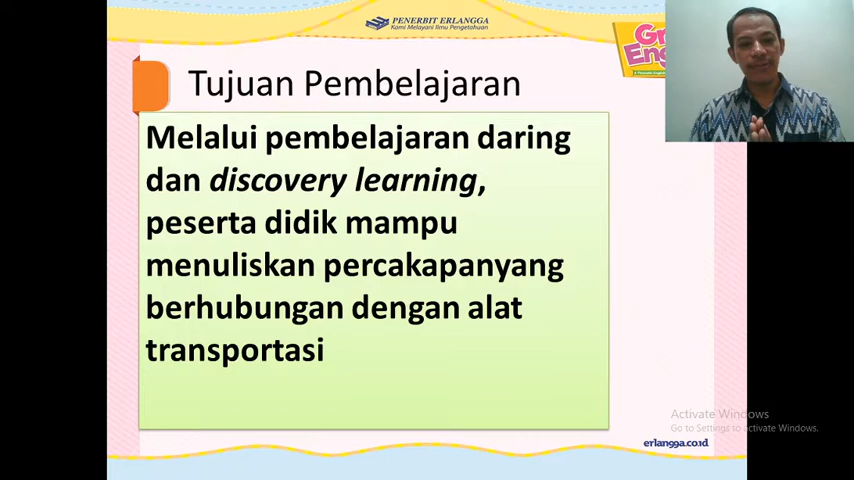 PENERBIT ERLANGGA
Kami Melayani Ilmu Pengetahuan
Tujuan Pembelajaran
Melalui pembelajaran daring
dan discovery learning,
peserta didik mampu
menuliskan percakapanyang
berhubungan dengan alat
transportasi
Activate Windows
Go to Settings to activate Windows.
erlangga.co.id